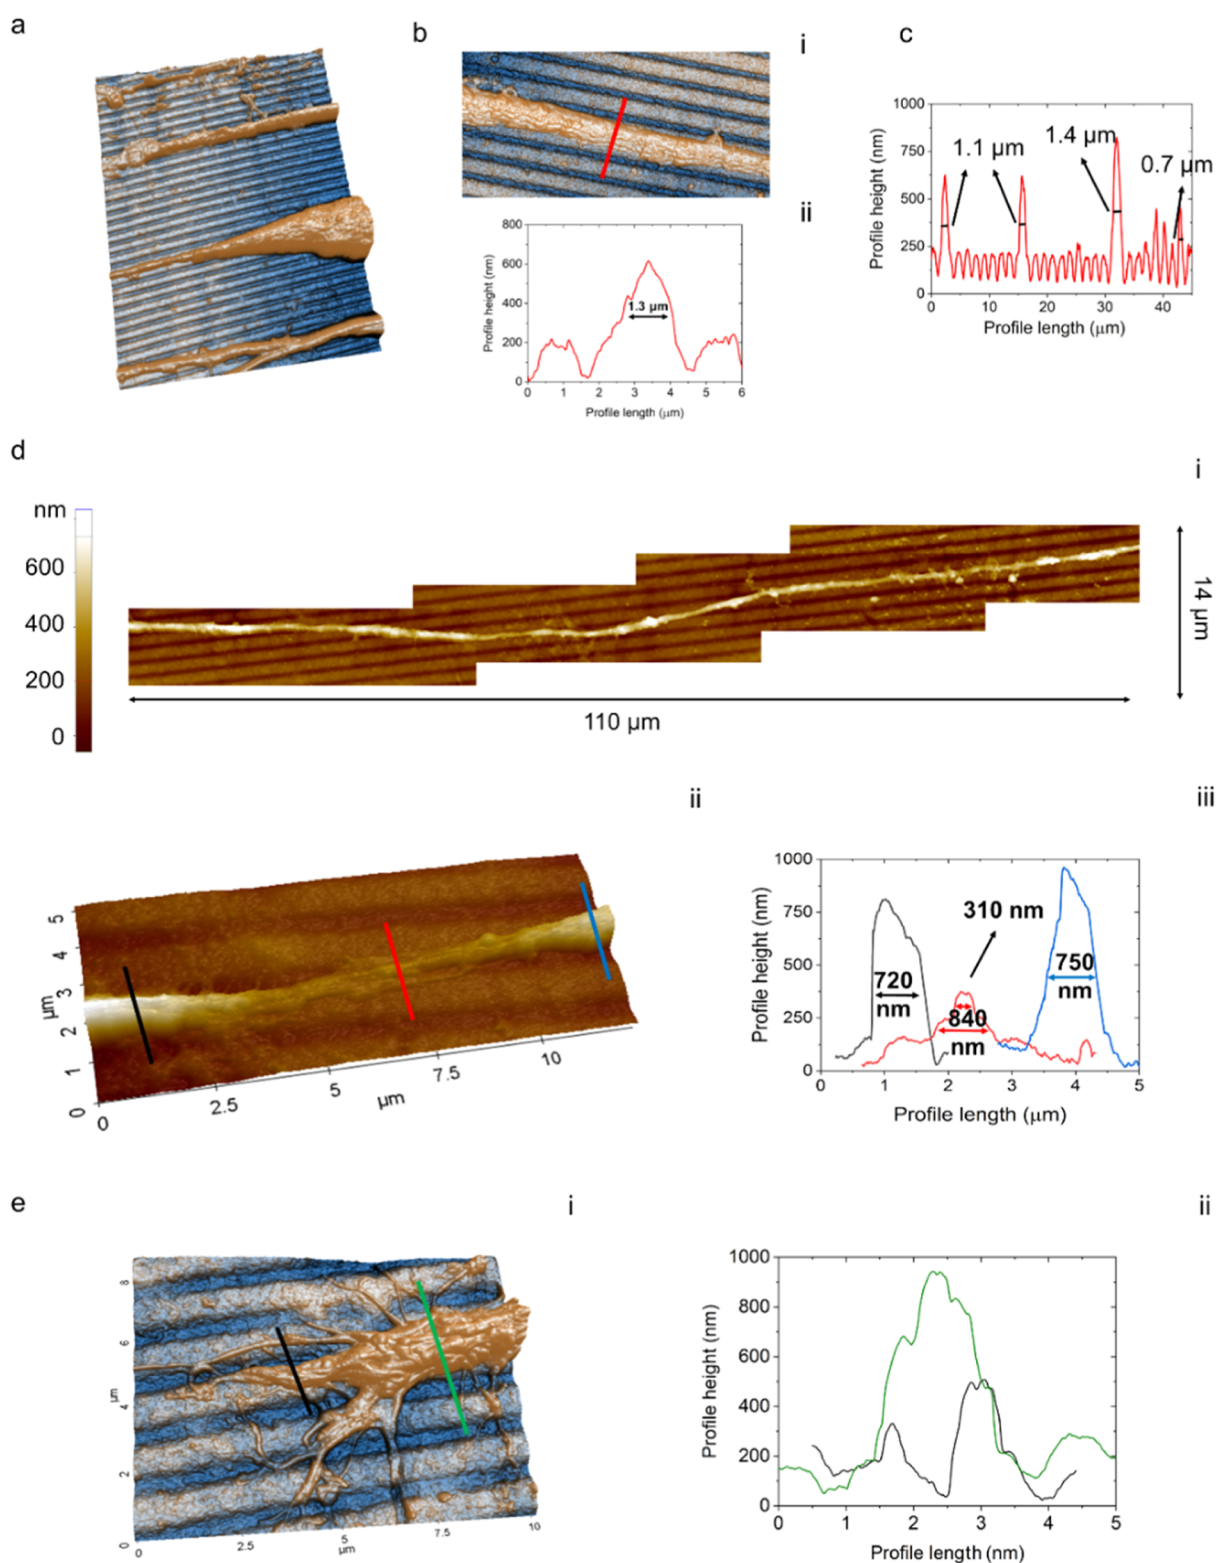 a
b
i
c
ii
800
600
400
200
0
Profile height (nm)
1.3 μm
0
1
2
3
4
5
6
Profile length (μm)
1000
750
500
250
0
Profile height (nm)
1.1 μm
1.4 μm
0.7 μm
0
10
20
30
40
Profile length (μm)
d
i
nm
600
400
200
0
110 μm
14 μm
ii
5
4
3
2
1
0
μm
0
2.5
5
7.5
10
μm
iii
1000
750
500
250
0
Profile height (nm)
720
nm
310 nm
840
nm
750
nm
0
1
2
3
4
5
Profile length (μm)
e
i
8
6
4
2
0
μm
0
2.5
5
7.5
10
μm
ii
1000
800
600
400
200
0
Profile height (nm)
0
1
2
3
4
5
Profile length (nm)